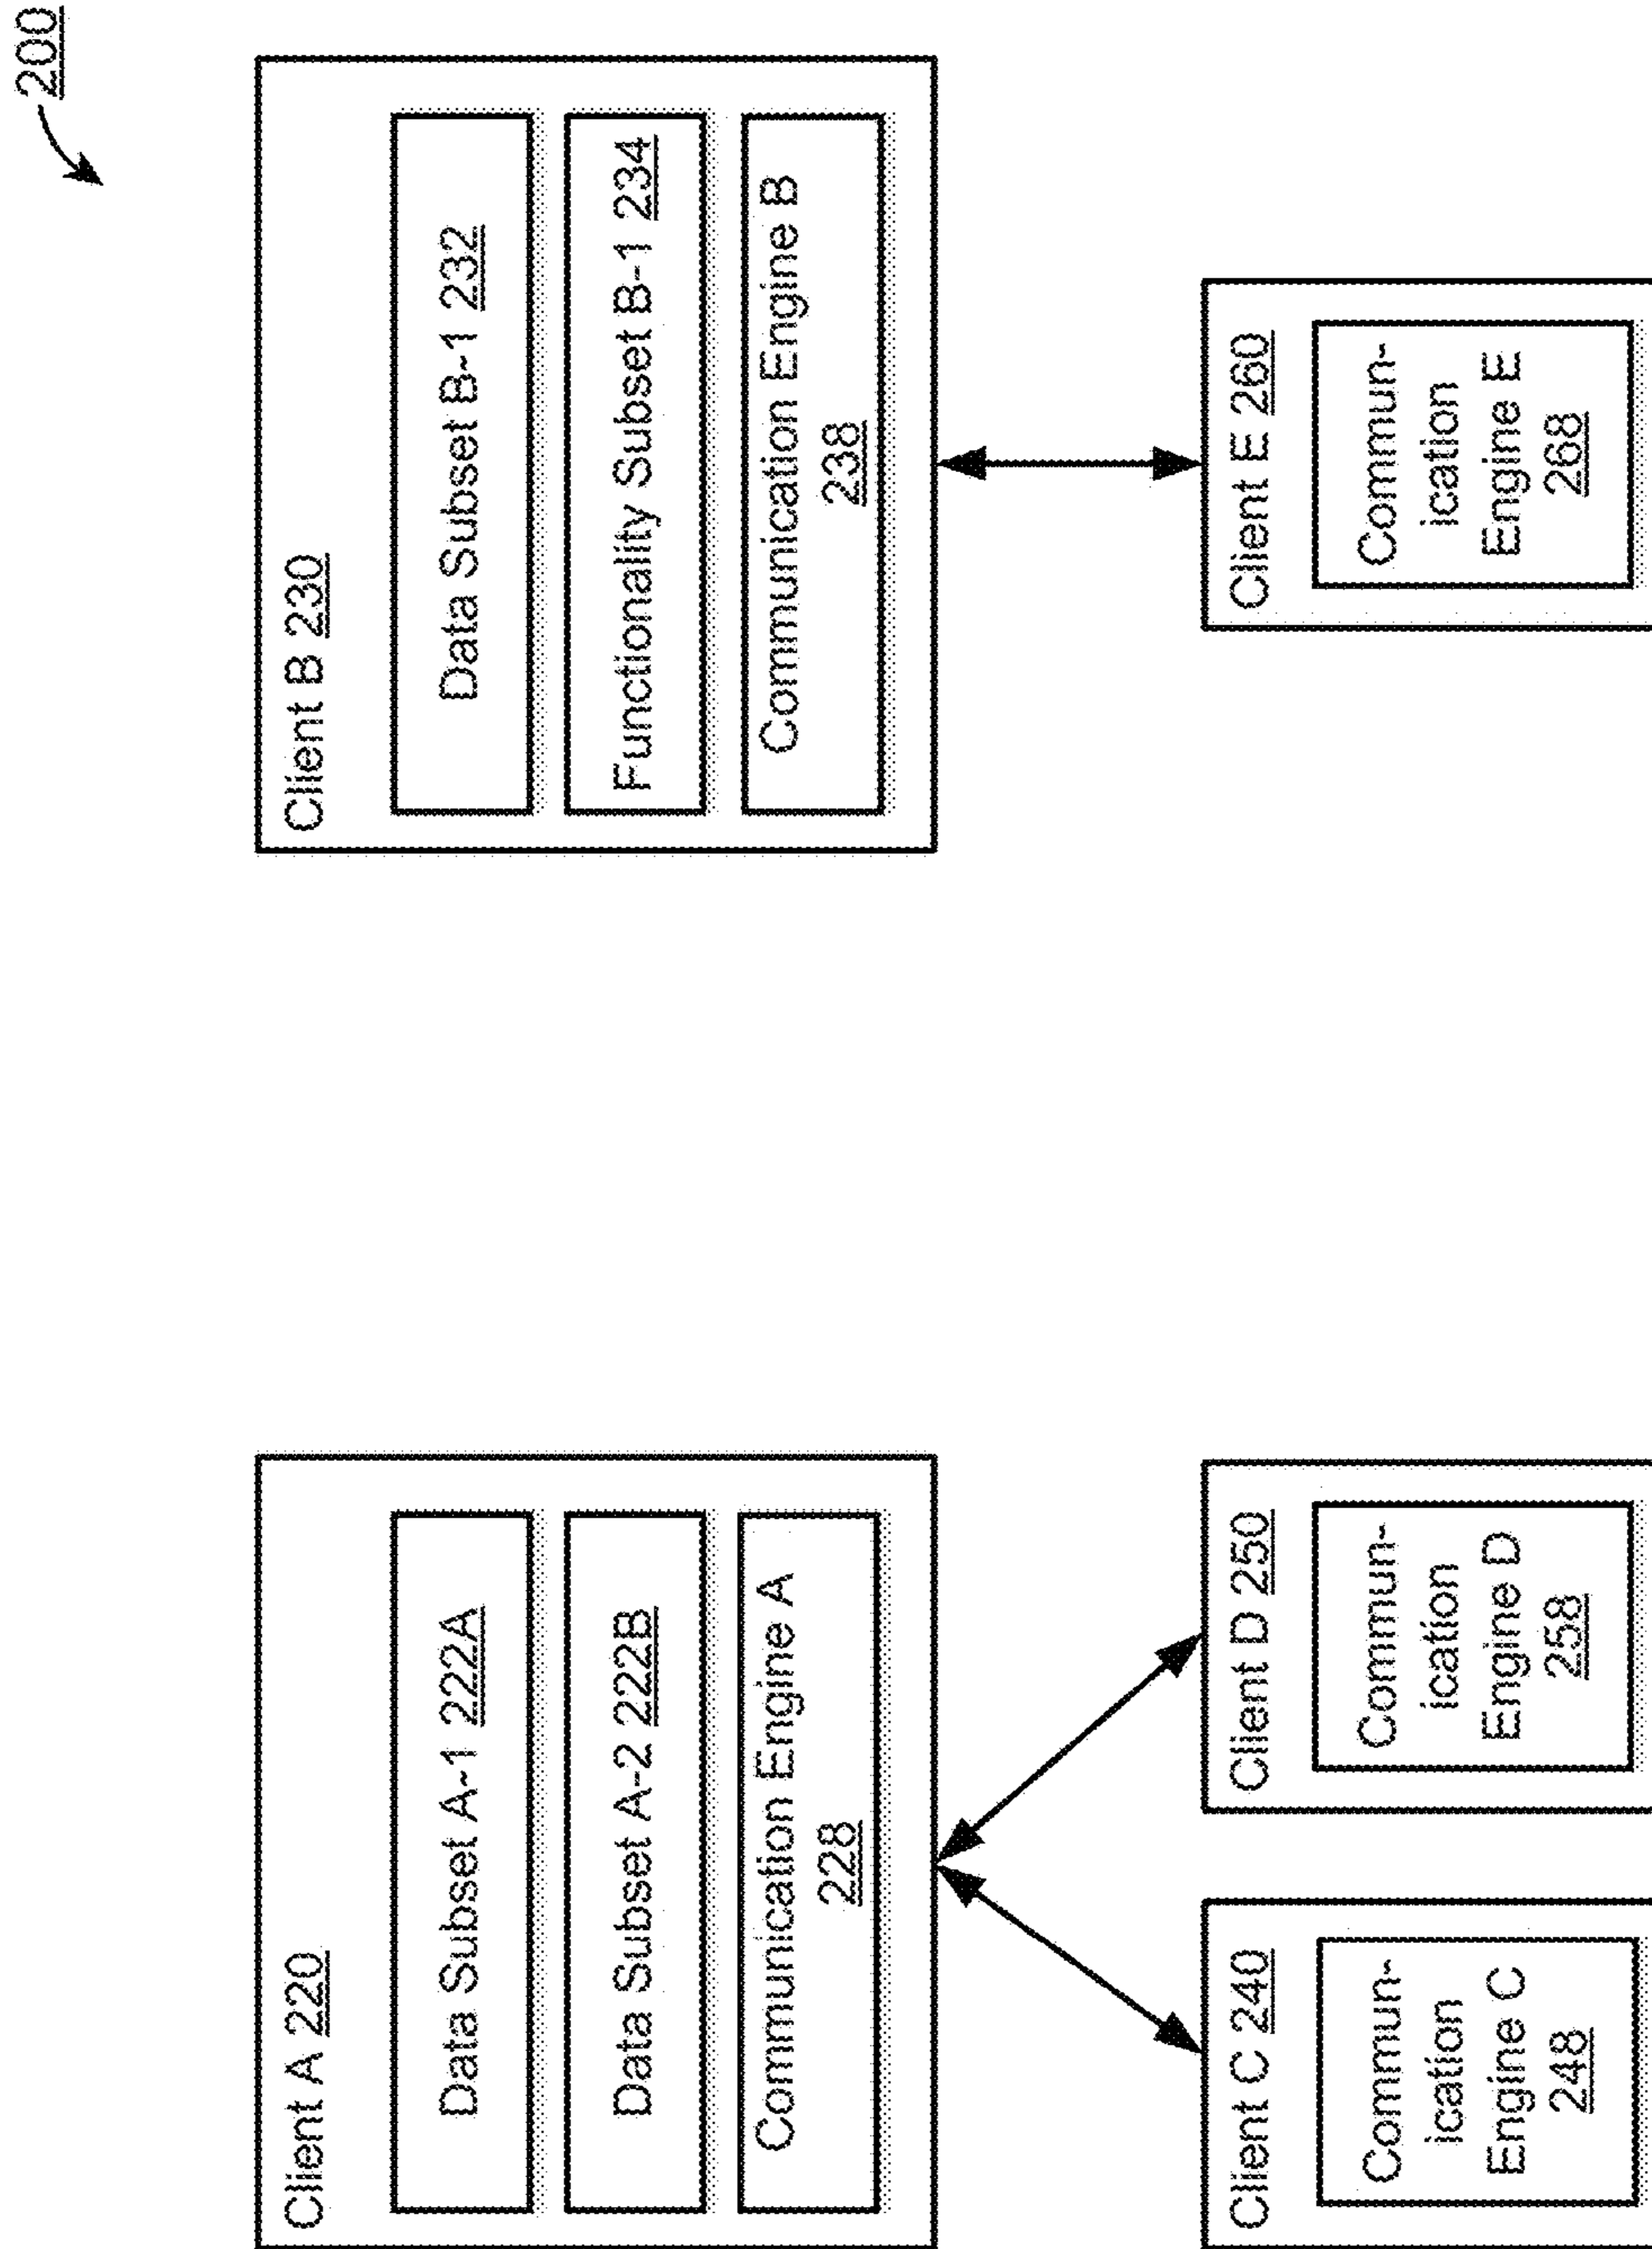 200
Client A 220
Data Subset A-1 222A
Data Subset A-2 222B
Communication Engine A
228
Client B 230
Data Subset B-1 232
Functionality Subset B-1 234
Communication Engine B
238
Client C 240
Commun-
ication
Engine C
248
Client D 250
Commun-
ication
Engine D
258
Client E 260
Commun-
ication
Engine E
268